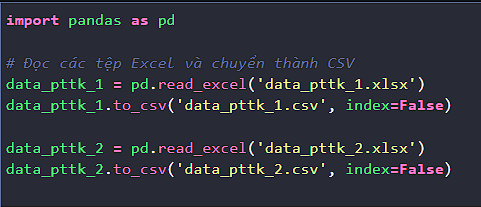 import pandas as pd
# Đọc các tệp Excel và chuyển thành CSV
data_pttk_1 = pd.read_excel('data_pttk_1.xlsx')
data_pttk_1.to_csv('data_pttk_1.csv', index=False)
data_pttk_2 = pd.read_excel('data_pttk_2.xlsx')
data_pttk_2.to_csv('data_pttk_2.csv', index=False)